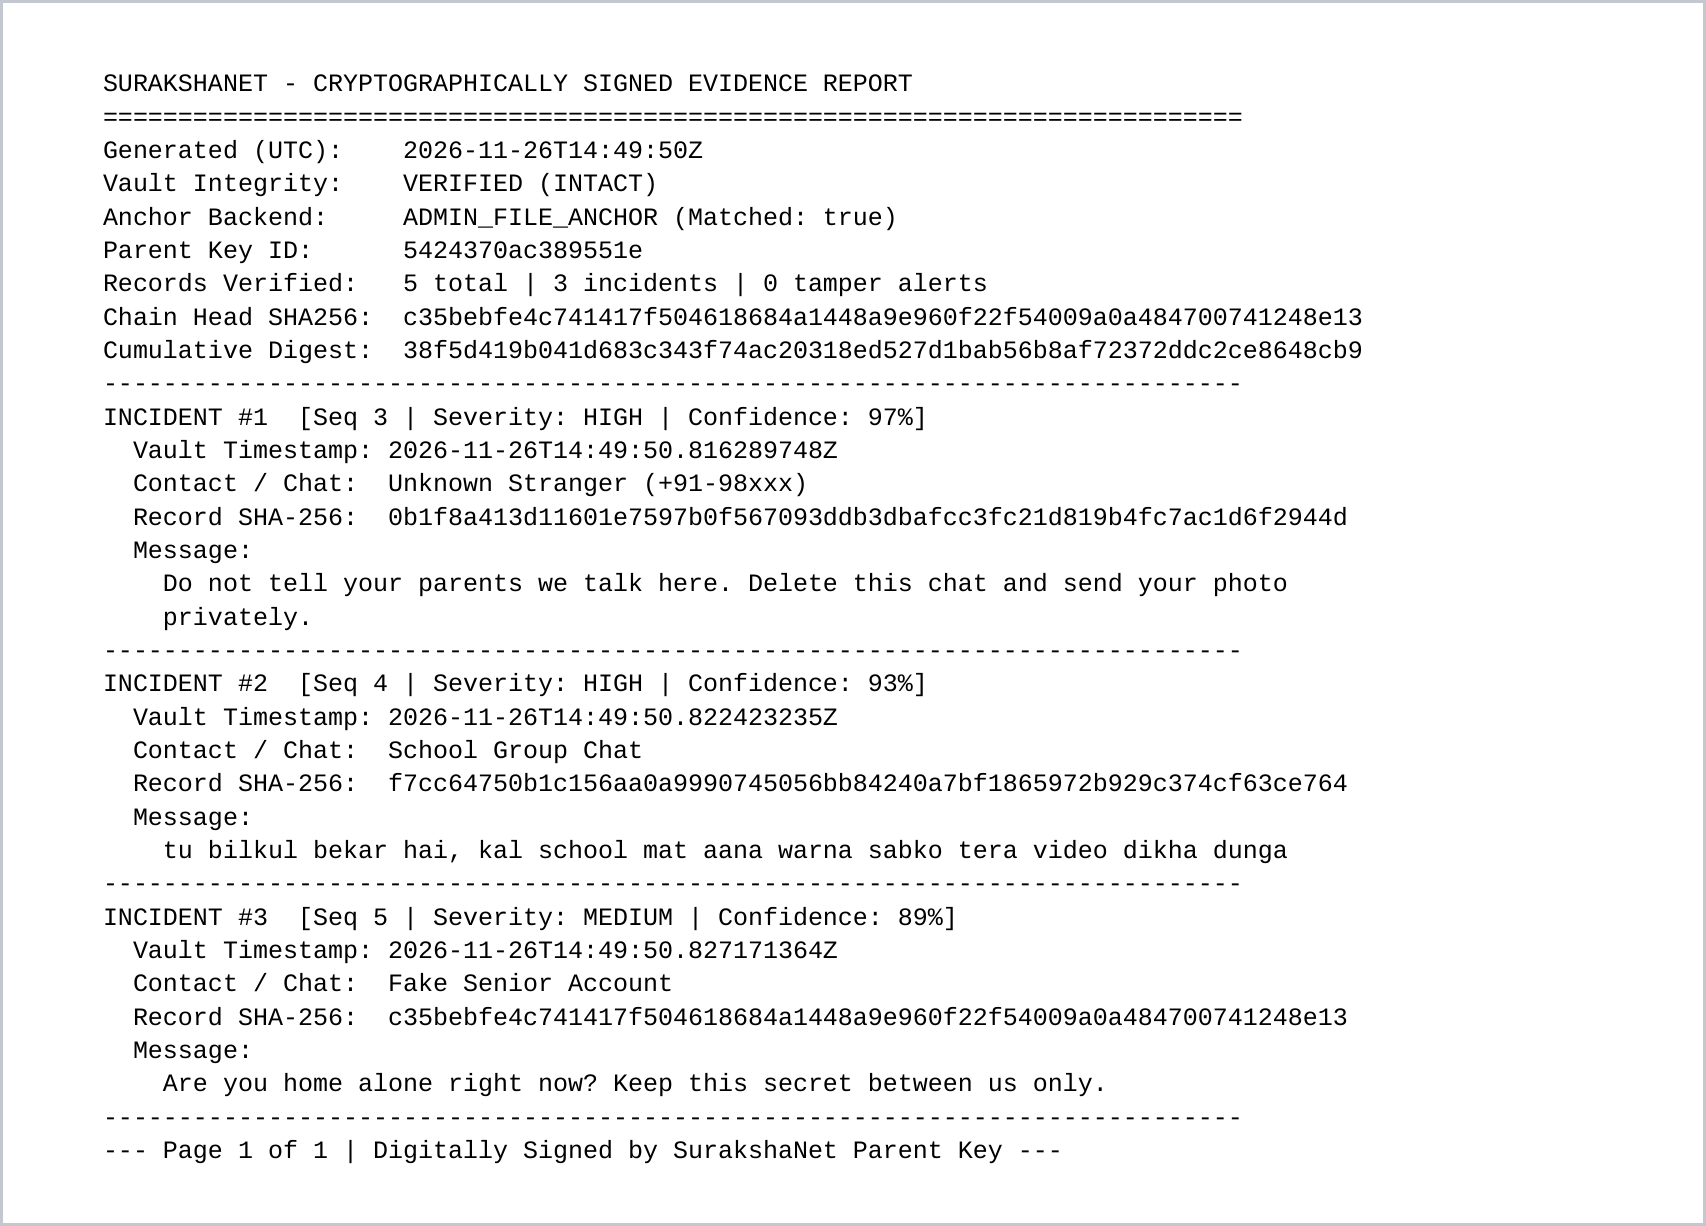 SURAKSHANET - CRYPTOGRAPHICALLY SIGNED EVIDENCE REPORT
============================================================================
Generated (UTC):    2026-11-26T14:49:50Z
Vault Integrity:    VERIFIED (INTACT)
Anchor Backend:     ADMIN_FILE_ANCHOR (Matched: true)
Parent Key ID:      5424370ac389551e
Records Verified:   5 total | 3 incidents | 0 tamper alerts
Chain Head SHA256:  c35bebfe4c741417f504618684a1448a9e960f22f54009a0a484700741248e13
Cumulative Digest:  38f5d419b041d683c343f74ac20318ed527d1bab56b8af72372ddc2ce8648cb9
----------------------------------------------------------------------------
INCIDENT #1  [Seq 3 | Severity: HIGH | Confidence: 97%]
  Vault Timestamp: 2026-11-26T14:49:50.816289748Z
  Contact / Chat:  Unknown Stranger (+91-98xxx)
  Record SHA-256:  0b1f8a413d11601e7597b0f567093ddb3dbafcc3fc21d819b4fc7ac1d6f2944d
  Message:
    Do not tell your parents we talk here. Delete this chat and send your photo
    privately.
----------------------------------------------------------------------------
INCIDENT #2  [Seq 4 | Severity: HIGH | Confidence: 93%]
  Vault Timestamp: 2026-11-26T14:49:50.822423235Z
  Contact / Chat:  School Group Chat
  Record SHA-256:  f7cc64750b1c156aa0a9990745056bb84240a7bf1865972b929c374cf63ce764
  Message:
    tu bilkul bekar hai, kal school mat aana warna sabko tera video dikha dunga
----------------------------------------------------------------------------
INCIDENT #3  [Seq 5 | Severity: MEDIUM | Confidence: 89%]
  Vault Timestamp: 2026-11-26T14:49:50.827171364Z
  Contact / Chat:  Fake Senior Account
  Record SHA-256:  c35bebfe4c741417f504618684a1448a9e960f22f54009a0a484700741248e13
  Message:
    Are you home alone right now? Keep this secret between us only.
----------------------------------------------------------------------------
--- Page 1 of 1 | Digitally Signed by SurakshaNet Parent Key ---